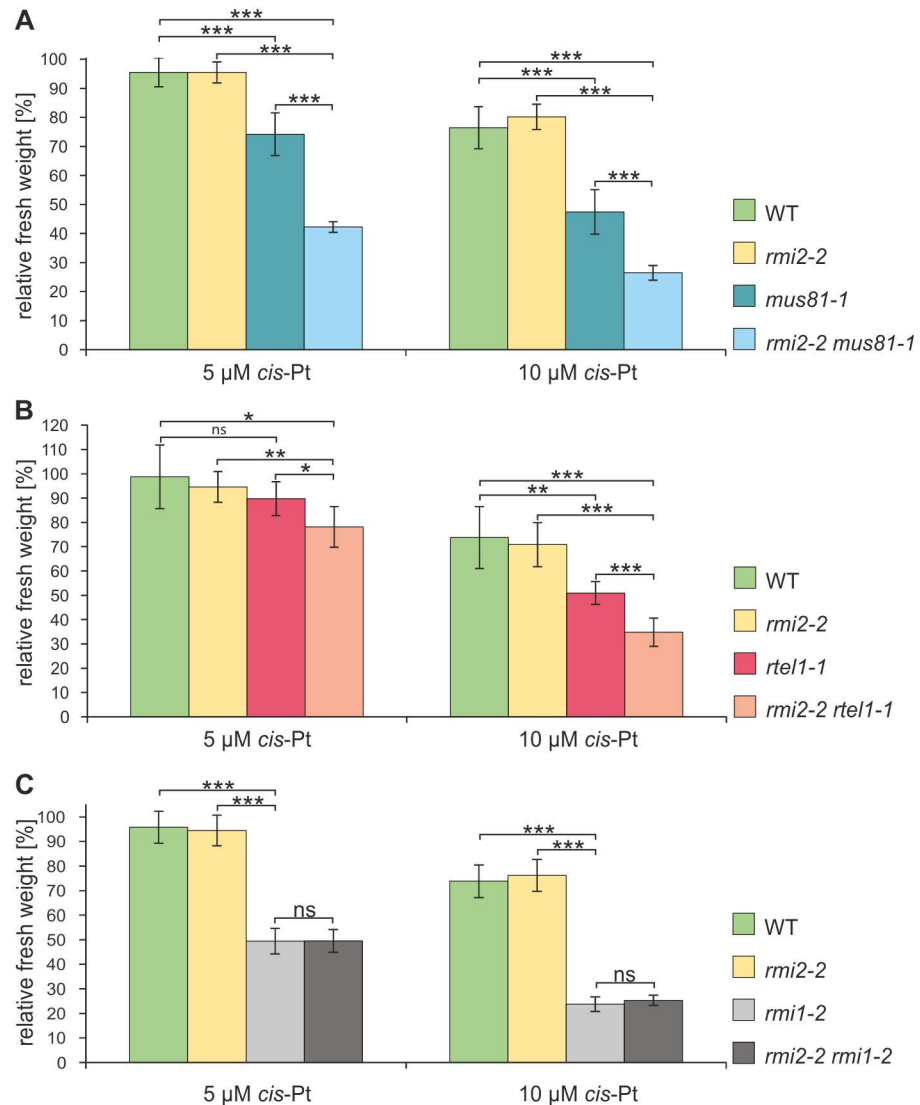 A
***
***
***
***
***
***
***
***
relative fresh weight [%]
100
90
80
70
60
50
40
30
20
10
0
5 µM cis-Pt
10 µM cis-Pt
WT
rmi2-2
mus81-1
rmi2-2 mus81-1
B
*
ns
**
*
***
**
***
***
relative fresh weight [%]
120
110
100
90
80
70
60
50
40
30
20
10
0
5 µM cis-Pt
10 µM cis-Pt
WT
rmi2-2
rtel1-1
rmi2-2 rtel1-1
C
***
***
ns
***
***
ns
relative fresh weight [%]
100
90
80
70
60
50
40
30
20
10
0
5 µM cis-Pt
10 µM cis-Pt
WT
rmi2-2
rmi1-2
rmi2-2 rmi1-2